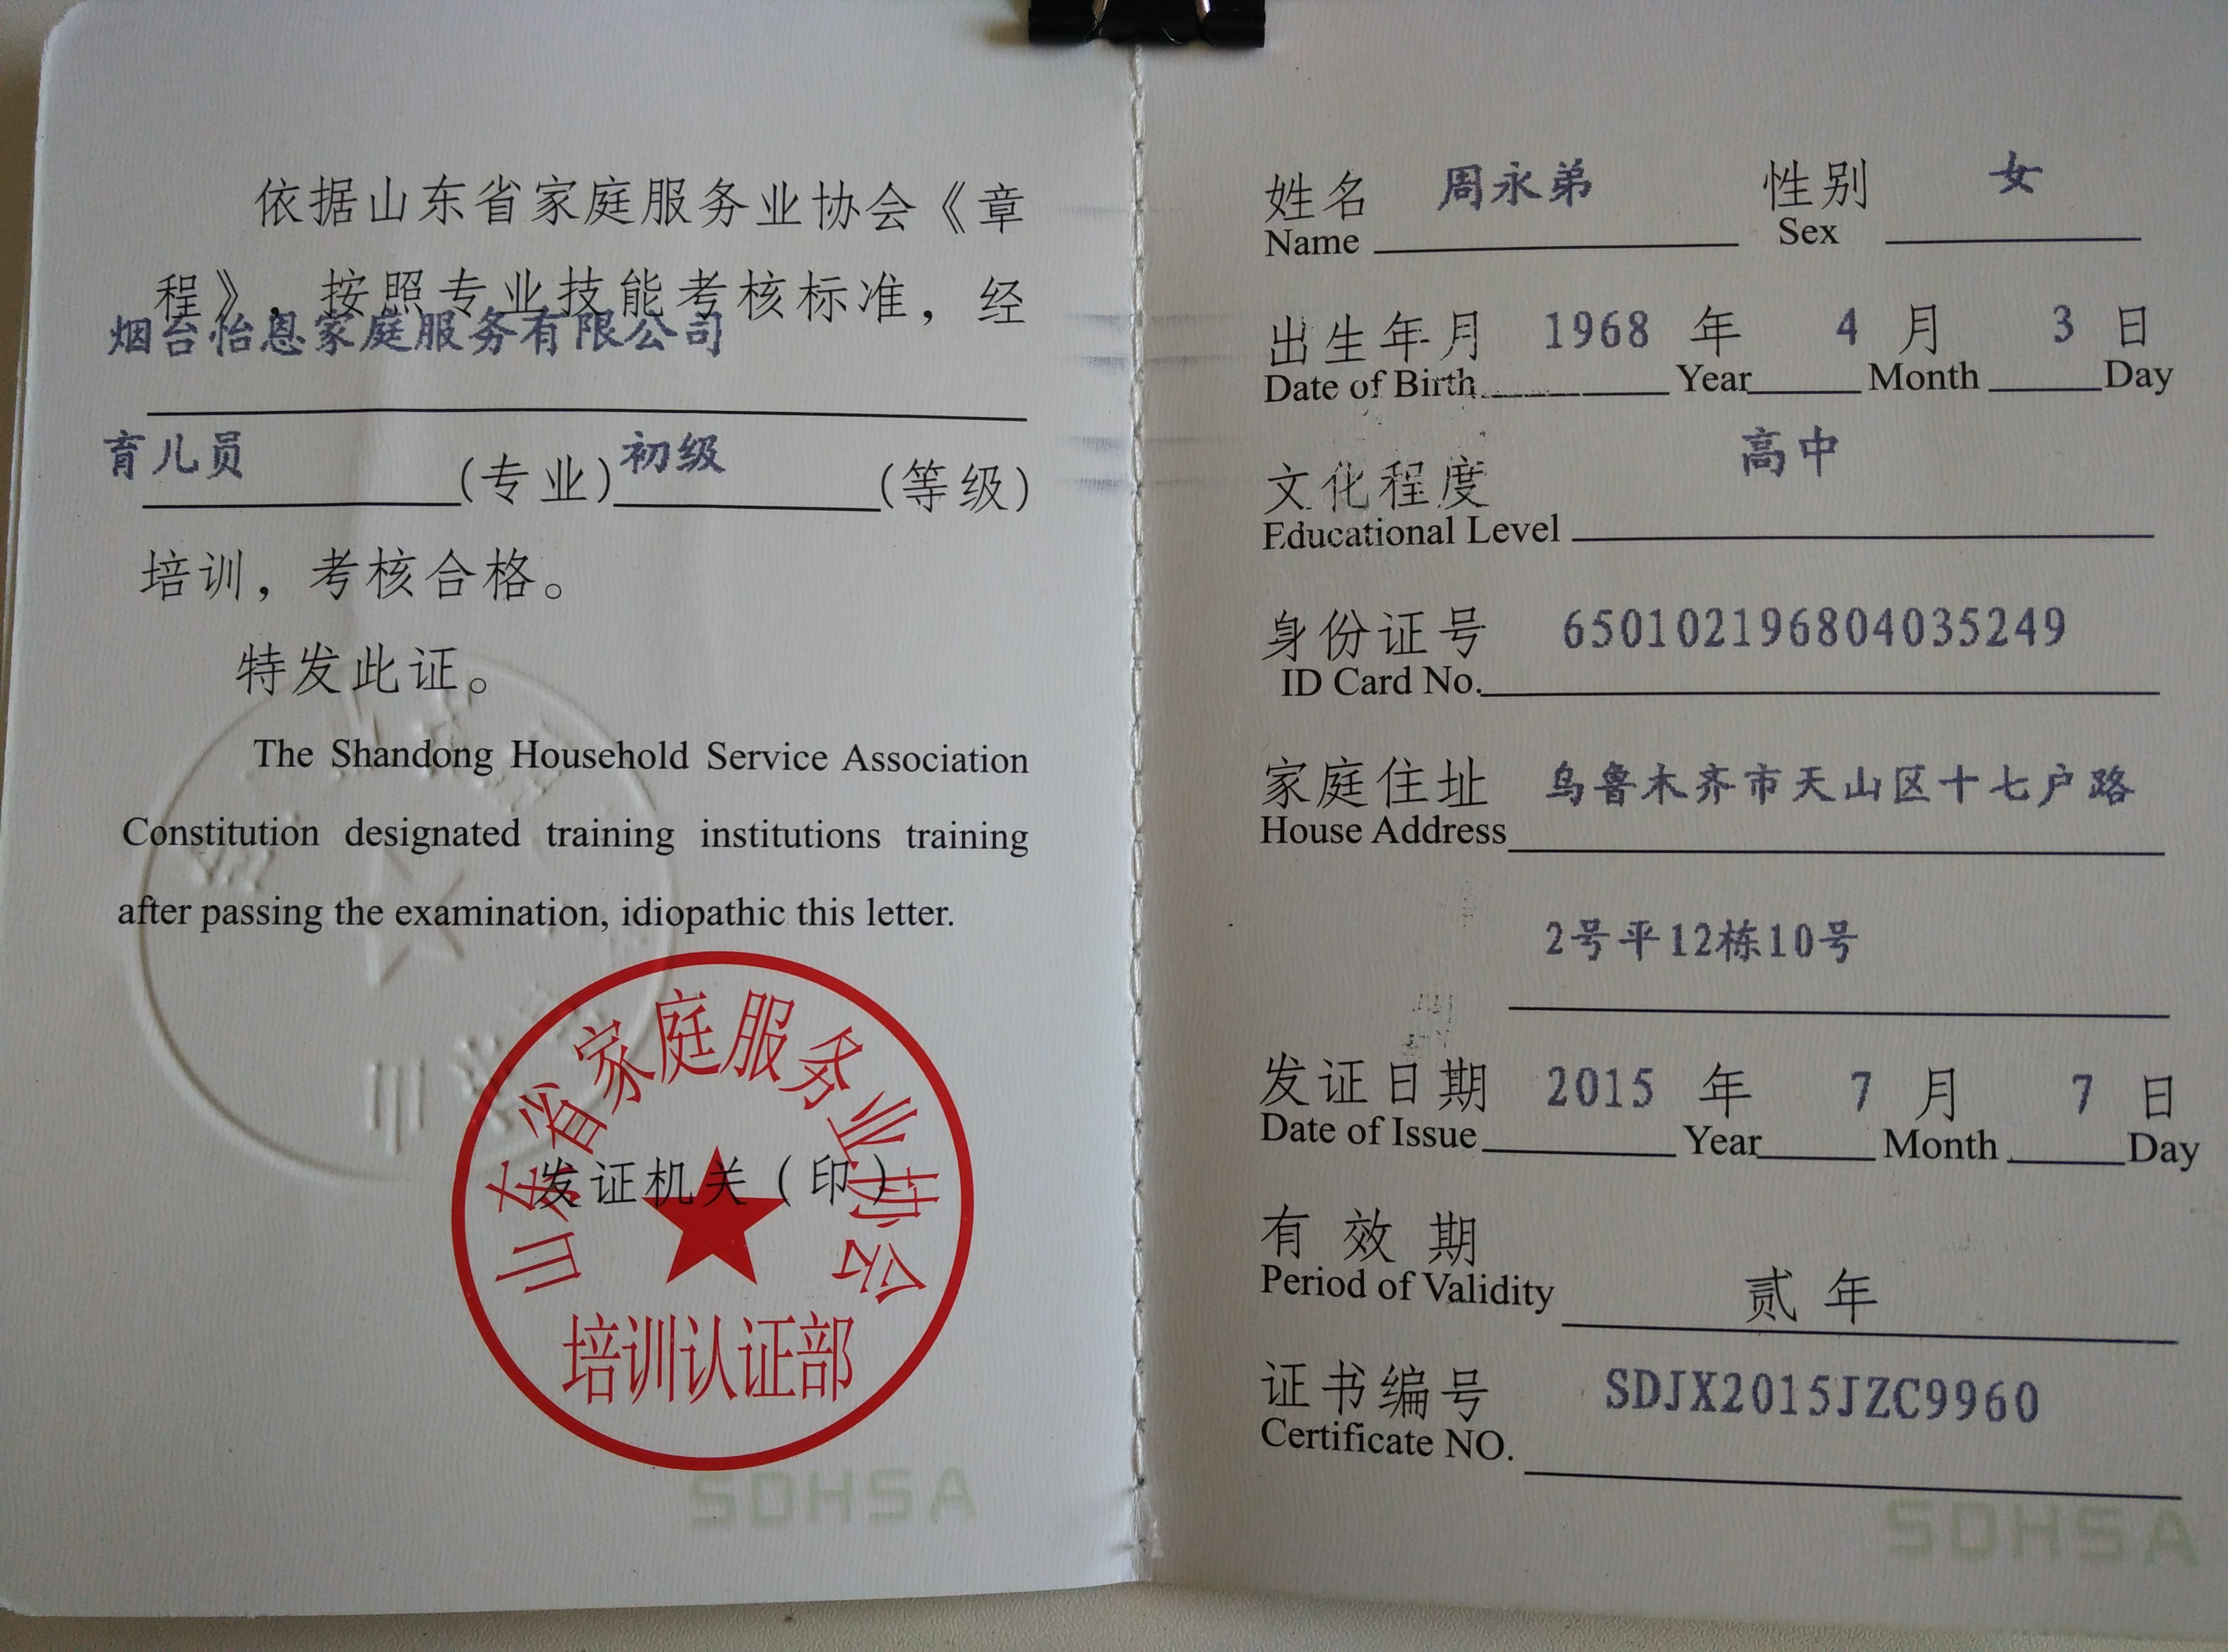 依据山东省家庭服务业协会《章
程》，按照专业技能考核标准，经
烟台怡恩家庭服务有限公司
育儿员(专业)初级(等级)
培训，考核合格。
特发此证。
The Shandong Household Service Association
Constitution designated training institutions training
after passing the examination, idiopathic this letter.
山东省家庭服务业协会
发证机关（印）
培训认证部
SDHSA
姓名 周永弟 性别 女
Name Sex
出生年月 1968 年 4 月 3 日
Date of Birth Year Month Day
文化程度 高中
Educational Level
身份证号 650102196804035249
ID Card No.
家庭住址 乌鲁木齐市天山区十七户路
House Address
2号平12栋10号
发证日期 2015 年 7 月 7 日
Date of Issue Year Month Day
有效期
Period of Validity 贰年
证书编号 SDJX2015JZC9960
Certificate NO.
SDHSA